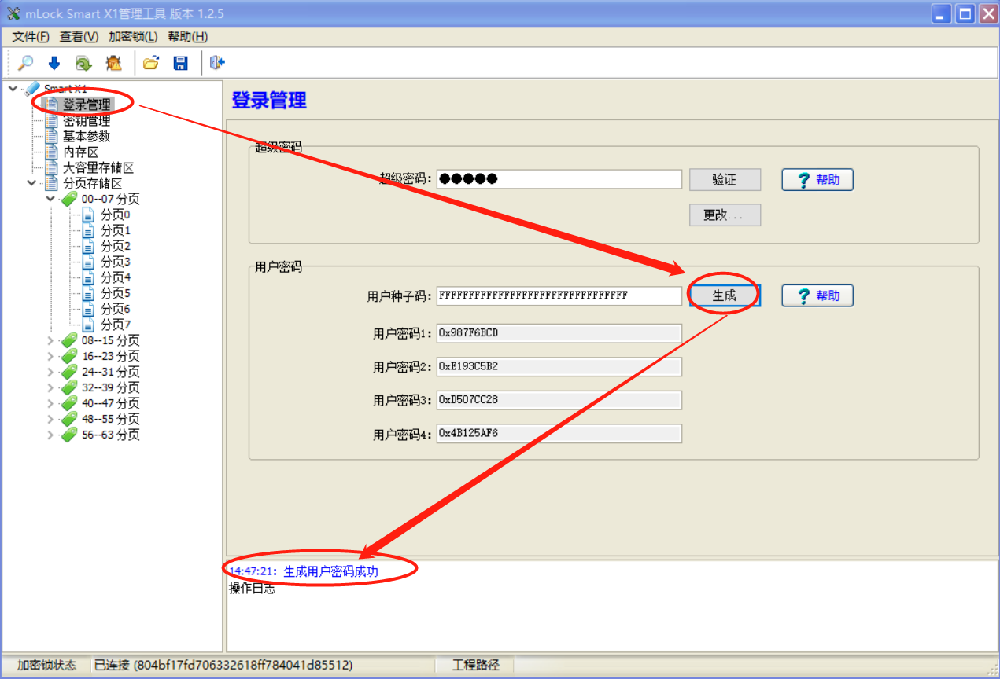 mLock Smart X1管理工具 版本 1.2.5
文件(F) 查看(V) 加密锁(L) 帮助(H)
Smart X1
登录管理
密钥管理
基本参数
内存区
大容量存储区
分页存储区
00--07 分页
分页0
分页1
分页2
分页3
分页4
分页5
分页6
分页7
08--15 分页
16--23 分页
24--31 分页
32--39 分页
40--47 分页
48--55 分页
56--63 分页
登录管理
超级密码
超级密码: ●●●●● 验证 ? 帮助
更改...
用户密码
用户种子码: FFFFFFFFFFFFFFFFFFFFFFFFFFFFFFFF 生成 ? 帮助
用户密码1: 0x987F6BCD
用户密码2: 0xE193C5B2
用户密码3: 0xD507CC28
用户密码4: 0x4B125AF6
14:47:21: 生成用户密码成功
操作日志
加密锁状态 已连接 (804bf17fd706332618ff784041d85512) 工程路径